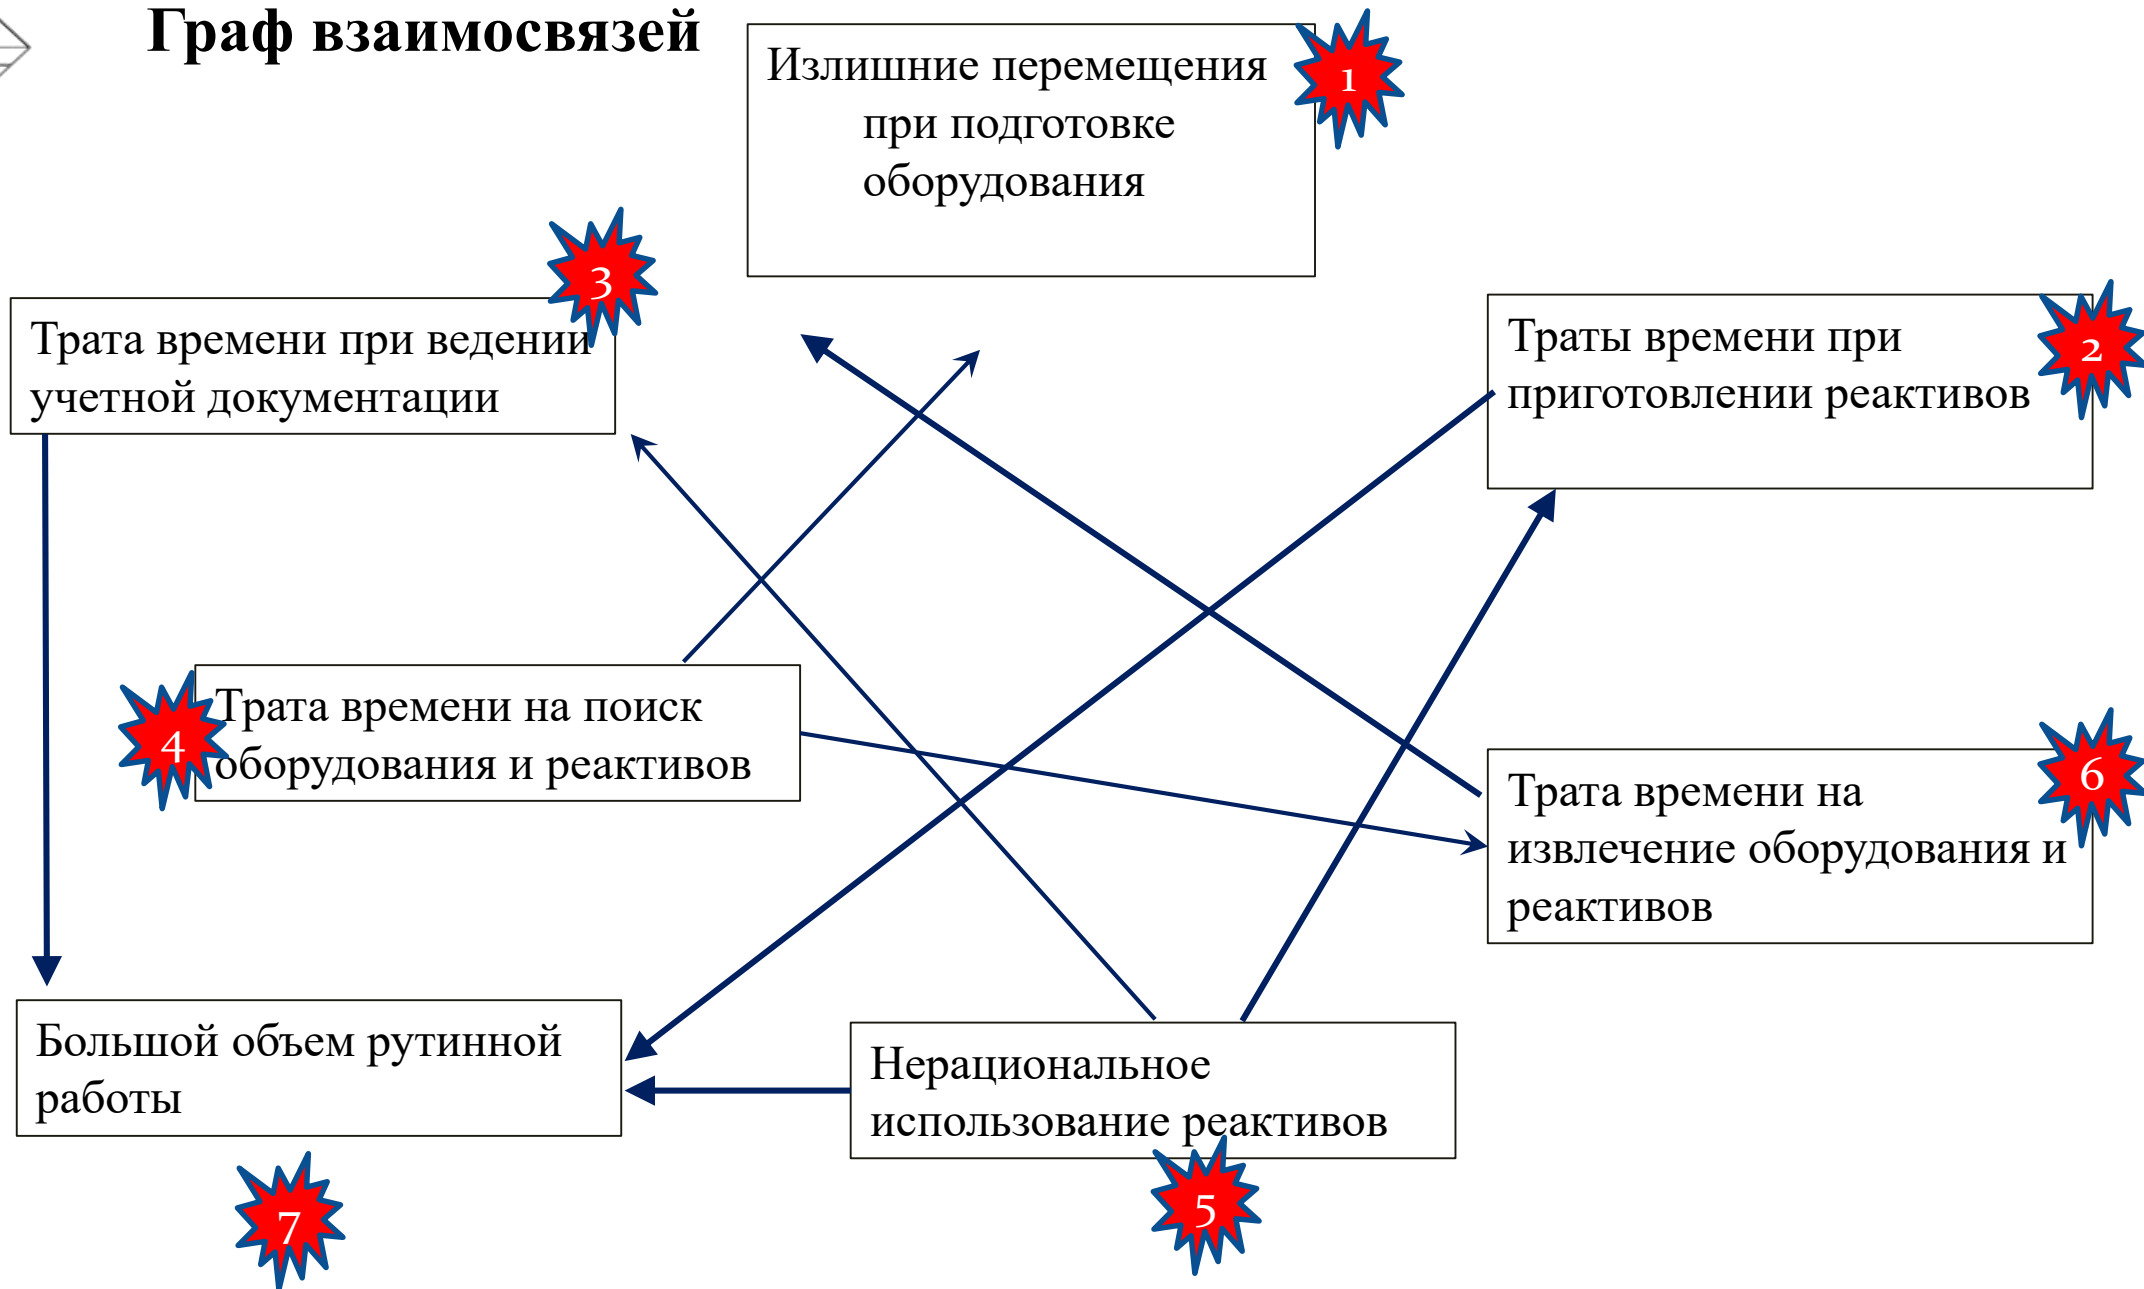 Граф взаимосвязей
Излишние перемещения
при подготовке
оборудования
1
3
Трата времени при ведении
учетной документации
Траты времени при
приготовлении реактивов
2
4
Трата времени на поиск
оборудования и реактивов
Трата времени на
извлечение оборудования и
реактивов
6
Большой объем рутинной
работы
7
Нерациональное
использование реактивов
5